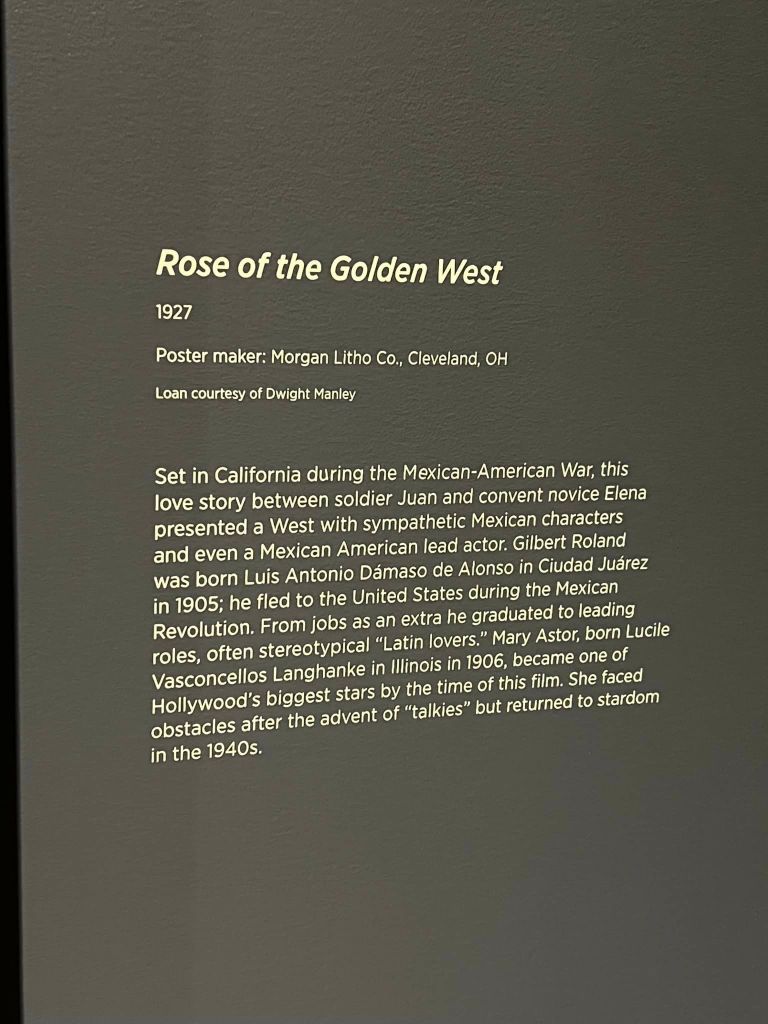 Rose of the Golden West
1927
Poster maker: Morgan Litho Co., Cleveland, OH
Loan courtesy of Dwight Manley
Set in California during the Mexican-American War, this
love story between soldier Juan and convent novice Elena
presented a West with sympathetic Mexican characters
and even a Mexican American lead actor. Gilbert Roland
was born Luis Antonio Dámaso de Alonso in Ciudad Juárez
in 1905; he fled to the United States during the Mexican
Revolution. From jobs as an extra he graduated to leading
roles, often stereotypical “Latin lovers.” Mary Astor, born Lucile
Vasconcellos Langhanke in Illinois in 1906, became one of
Hollywood’s biggest stars by the time of this film. She faced
obstacles after the advent of “talkies” but returned to stardom
in the 1940s.